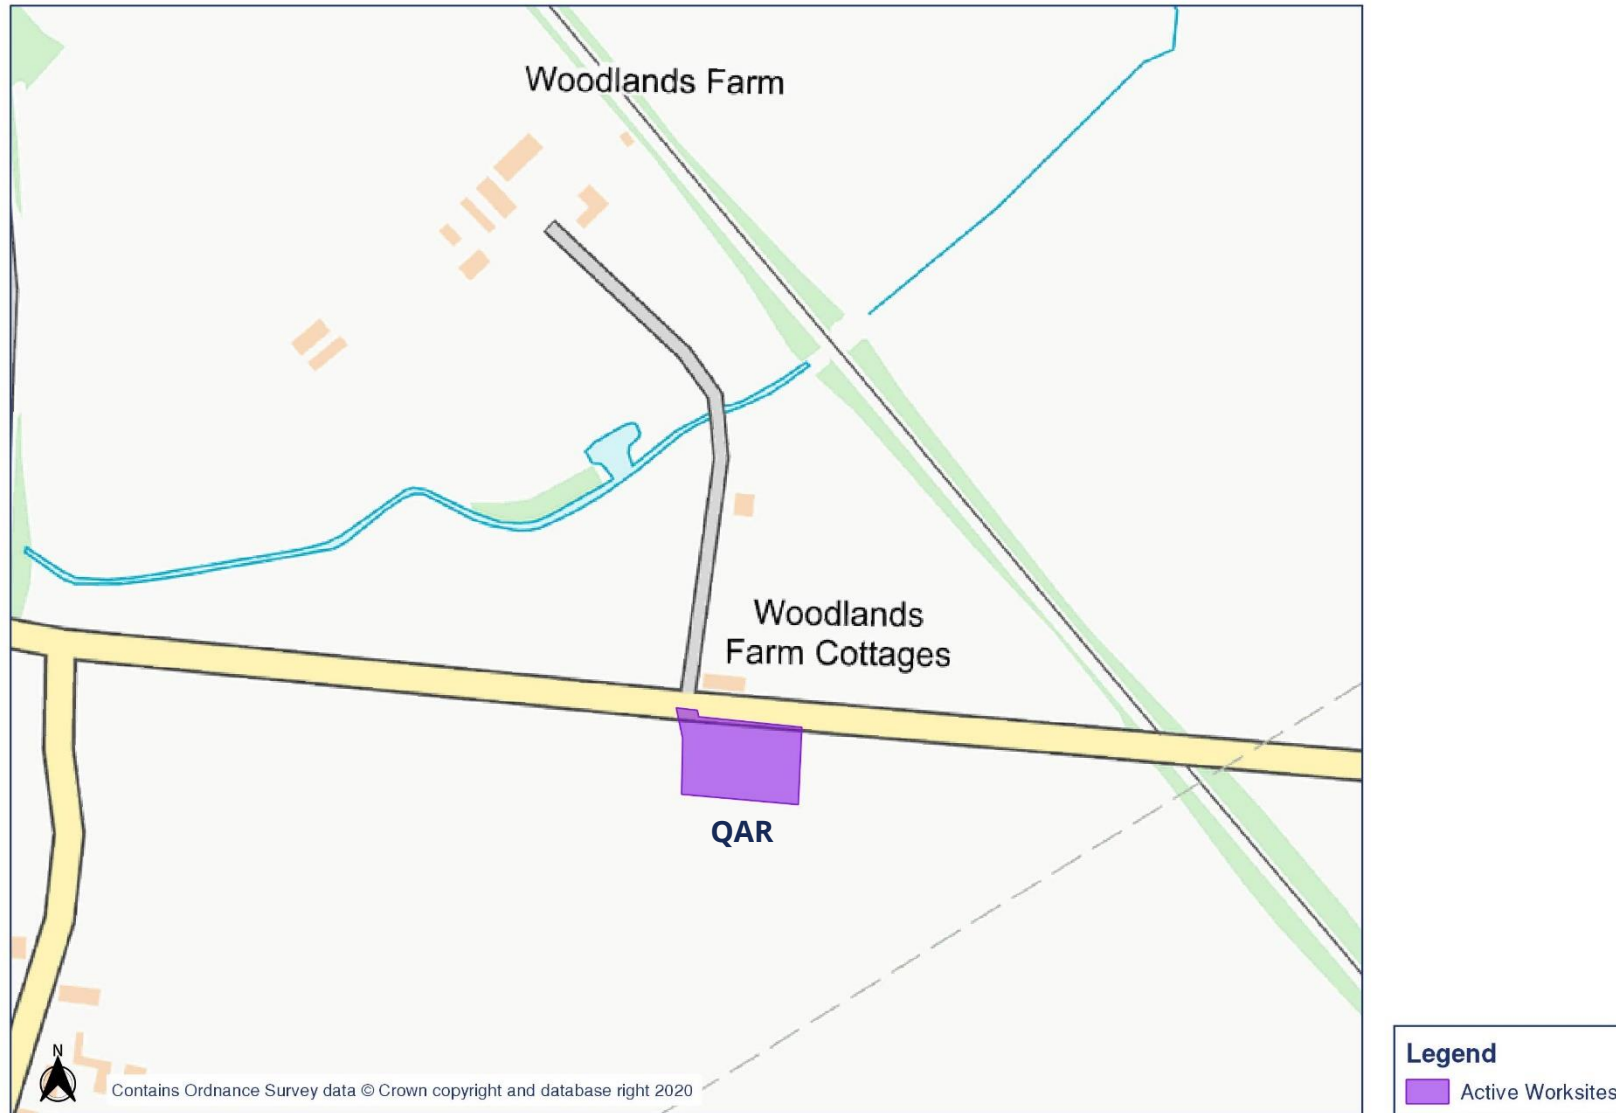 Woodlands Farm
Woodlands
Farm Cottages
QAR
N
Contains Ordnance Survey data © Crown copyright and database right 2020
Legend
Active Worksites